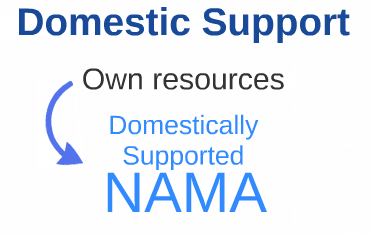 Domestic Support
Own resources
Domestically
Supported
NAMA